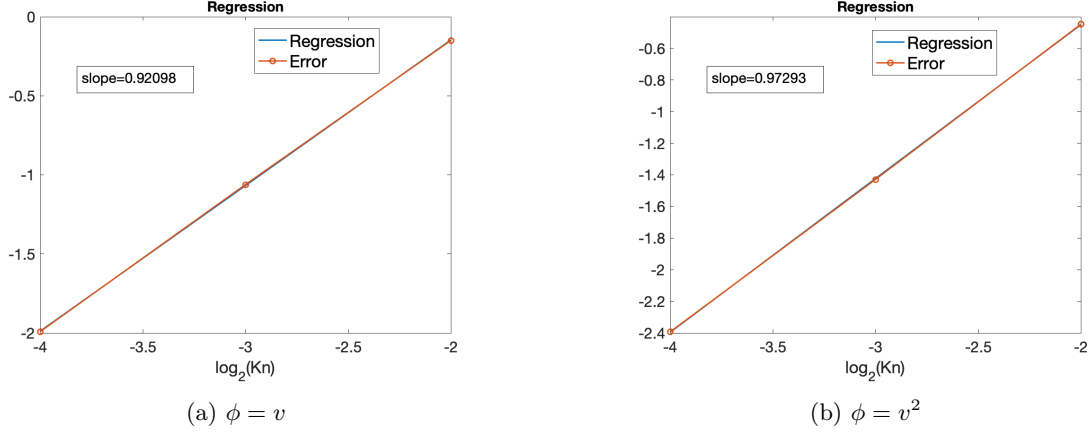 Regression
0
-0.5
-1
-1.5
-2
Regression
Error
slope=0.92098
-4
-3.5
-3
-2.5
-2
log₂(Kn)
(a) ϕ = v
Regression
-0.6
-0.8
-1
-1.2
-1.4
-1.6
-1.8
-2
-2.2
-2.4
Regression
Error
slope=0.97293
-4
-3.5
-3
-2.5
-2
log₂(Kn)
(b) ϕ = v²